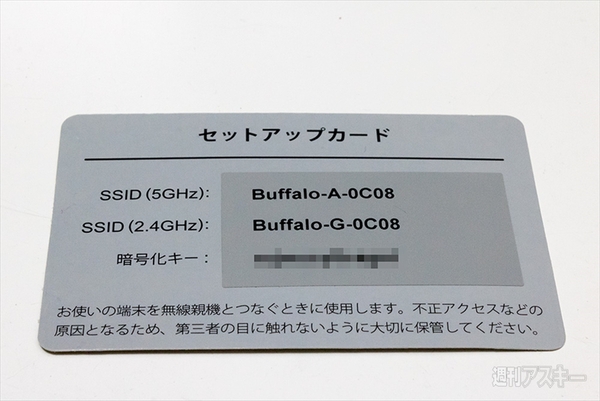 セットアップカード
SSID (5GHz): Buffalo-A-0C08
SSID (2.4GHz): Buffalo-G-0C08
暗号化キー:
お使いの端末を無線親機とつなぐときに使用します。不正アクセスなどの
原因となるため、第三者の目に触れないように大切に保管してください。
週刊アスキー